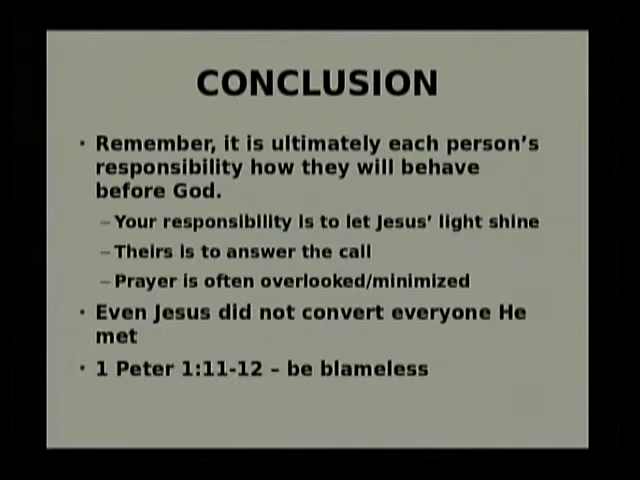 CONCLUSION
• Remember, it is ultimately each person's
responsibility how they will behave
before God.
– Your responsibility is to let Jesus' light shine
– Theirs is to answer the call
– Prayer is often overlooked/minimized
• Even Jesus did not convert everyone He
met
• 1 Peter 1:11-12 – be blameless